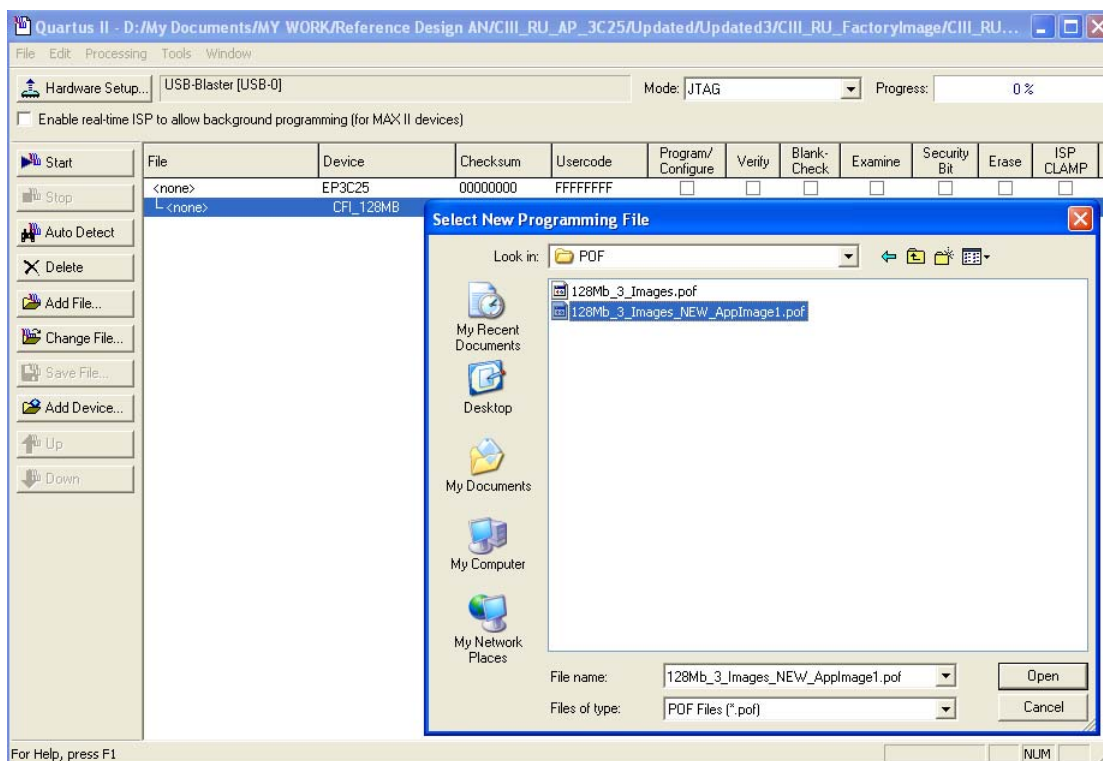 Quartus II - D:/My Documents/MY WORK/Reference Design AN/CIII_RU_AP_3C25/Updated/Updated3/CIII_RU_FactoryImage/CIII_RU...
File Edit Processing Tools Window
Hardware Setup... USB-Blaster [USB-0] Mode: JTAG Progress: 0 %
Enable real-time ISP to allow background programming (for MAX II devices)
Start
Stop
Auto Detect
Delete
Add File...
Change File...
Save File...
Add Device...
Up
Down
File Device Checksum Usercode Program/ Configure Verify Blank- Check Examine Security Bit Erase ISP CLAMP
<none> EP3C25 00000000 FFFFFFFF
<none> CFI_128MB
Select New Programming File
Look in: POF
My Recent Documents
Desktop
My Documents
My Computer
My Network Places
128Mb_3_Images.pof
128Mb_3_Images_NEW_AppImage1.pof
File name: 128Mb_3_Images_NEW_AppImage1.pof Open
Files of type: POF Files (*.pof) Cancel
For Help, press F1 NUM